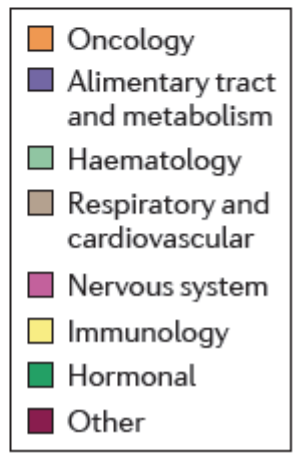 Oncology
Alimentary tract
and metabolism
Haematology
Respiratory and
cardiovascular
Nervous system
Immunology
Hormonal
Other